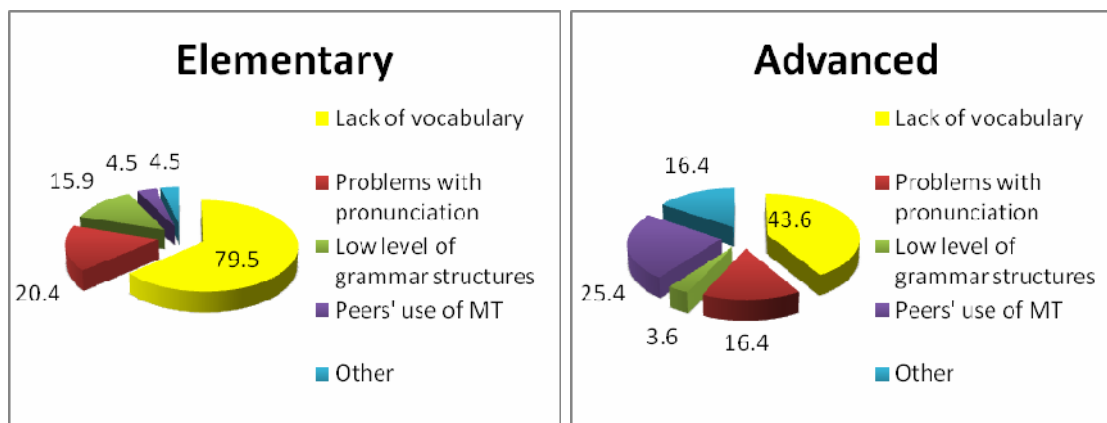 Elementary
Lack of vocabulary
Problems with
pronunciation
Low level of
grammar structures
Peers' use of MT
Other
4.5
4.5
15.9
79.5
20.4
Advanced
Lack of vocabulary
Problems with
pronunciation
Low level of
grammar structures
Peers' use of MT
Other
16.4
43.6
25.4
3.6
16.4